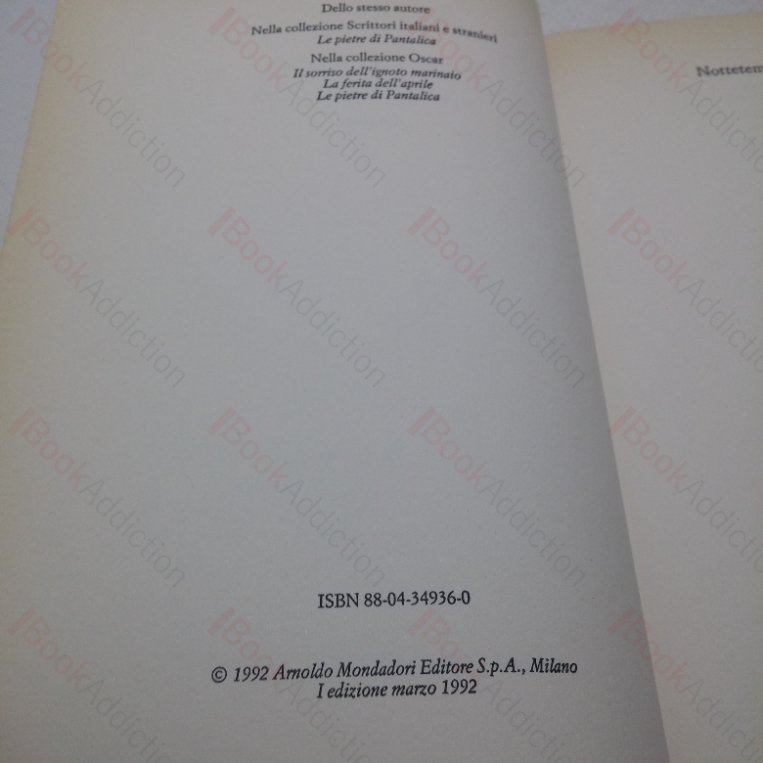 Dello stesso autore
Nella collezione Scrittori italiani e stranieri
Le pietre di Pantalica
Nella collezione Oscar
Il sorriso dell'ignoto marinaio
La ferita dell'aprile
Le pietre di Pantalica
ISBN 88-04-34936-0
© 1992 Arnoldo Mondadori Editore S.p.A., Milano
I edizione marzo 1992
Nottetem
BookAddiction